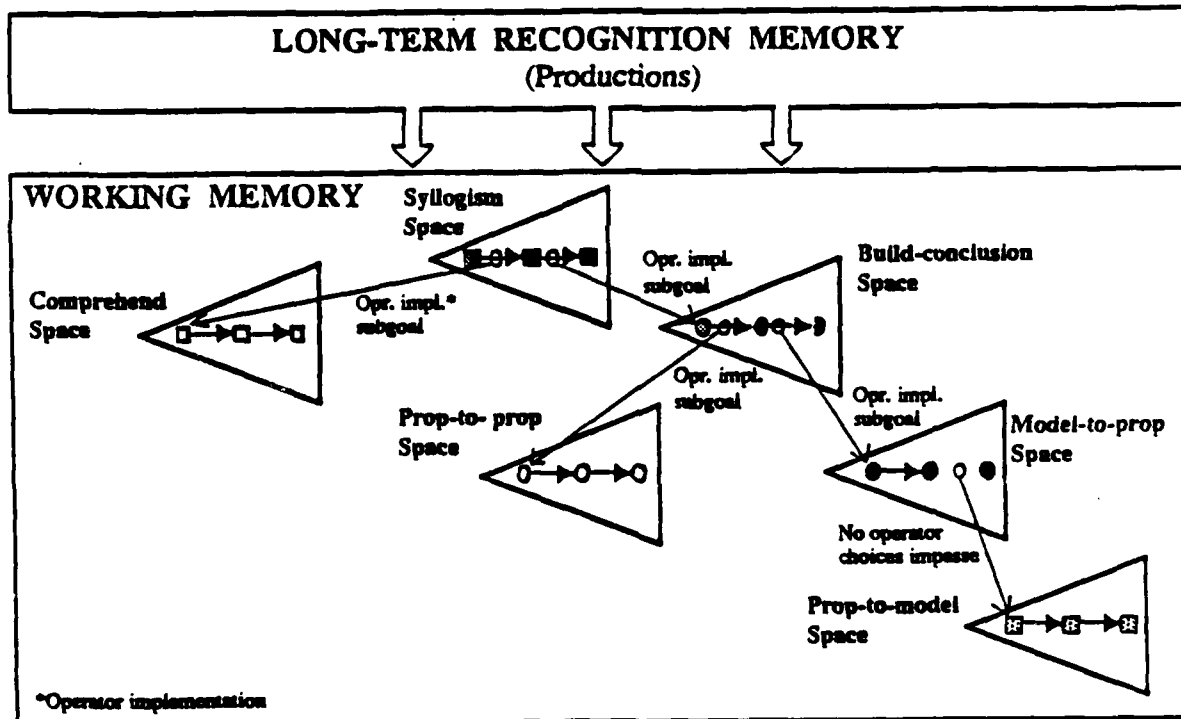 LONG-TERM RECOGNITION MEMORY
(Productions)
WORKING MEMORY
Syllogism
Space
Comprehend
Space
Opr. impl.*
subgoal
Opr. impl.
subgoal
Build-conclusion
Space
Opr. impl.
subgoal
Prop-to- prop
Space
Opr. impl.
subgoal
Model-to-prop
Space
No operator
choices impasse
Prop-to-model
Space
*Operator implementation